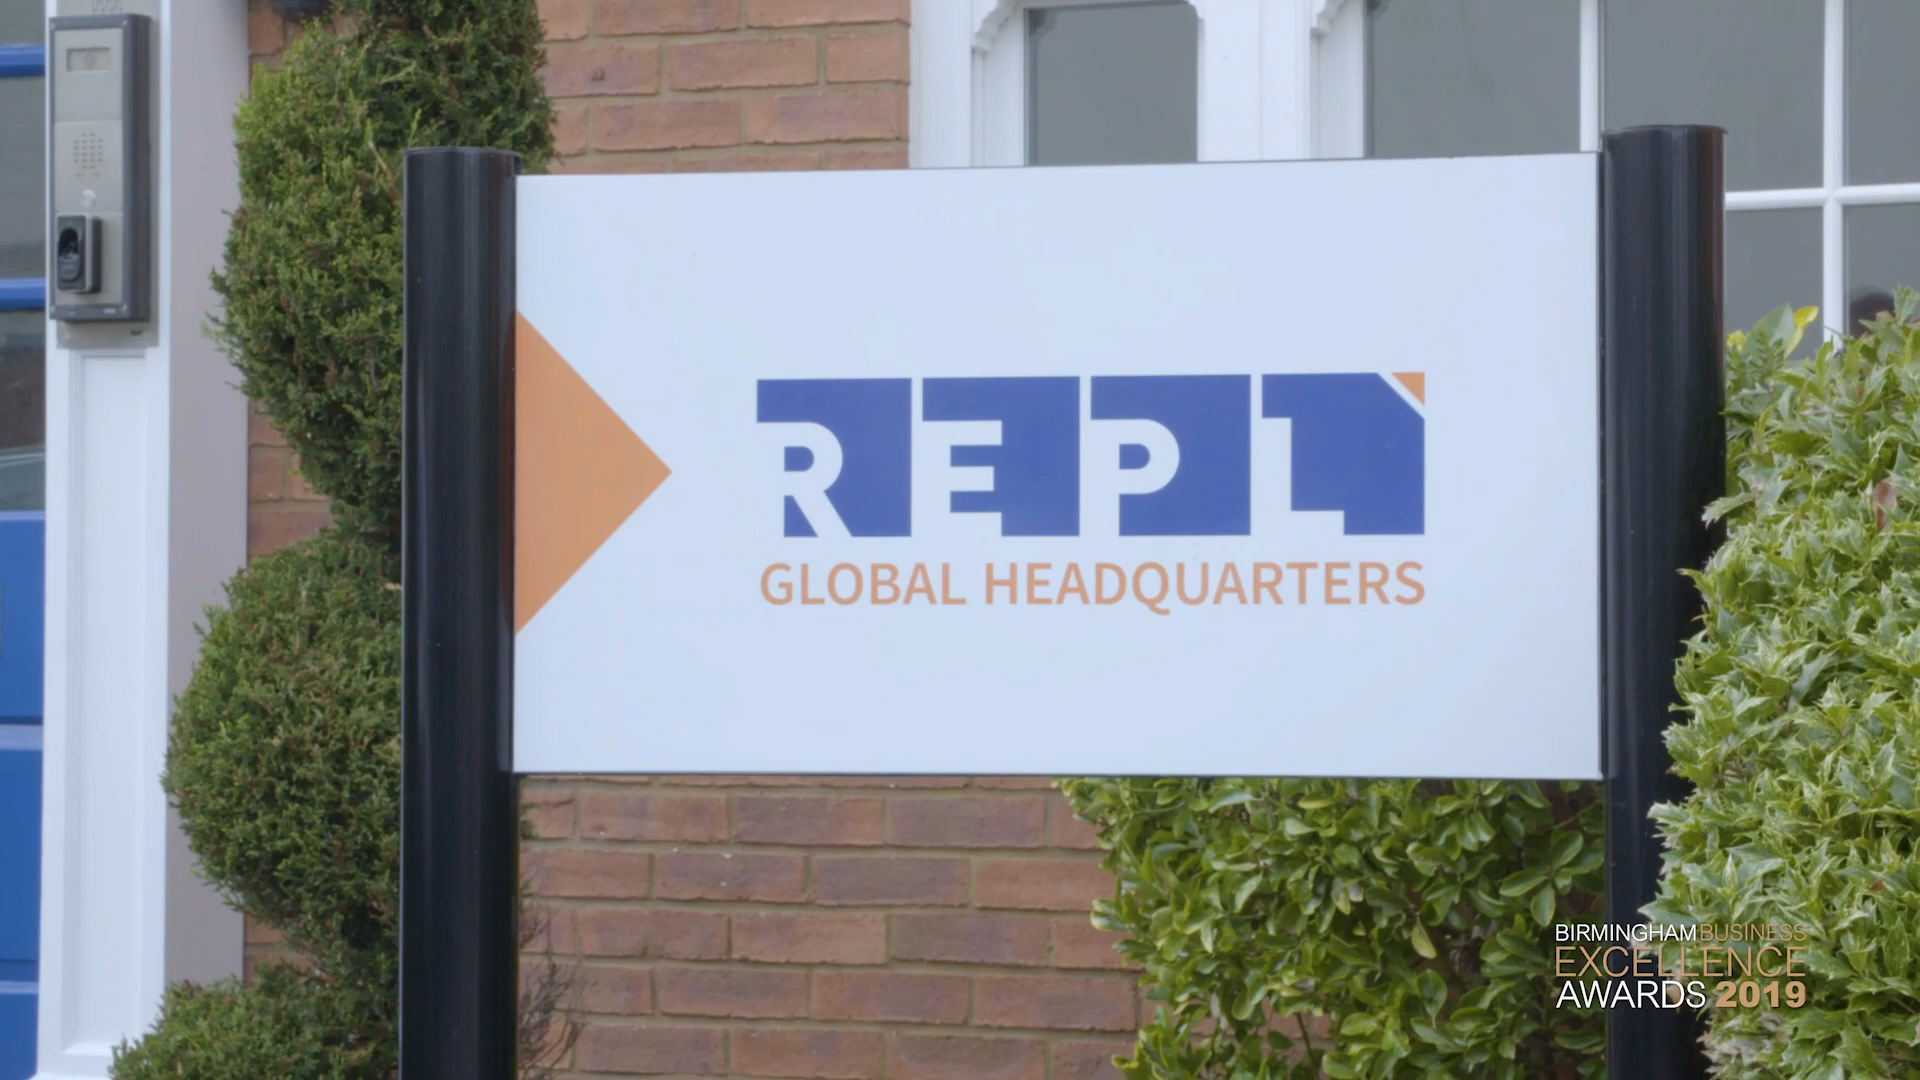 REPL
GLOBAL HEADQUARTERS
BIRMINGHAM BUSINESS
EXCELLENCE
AWARDS 2019